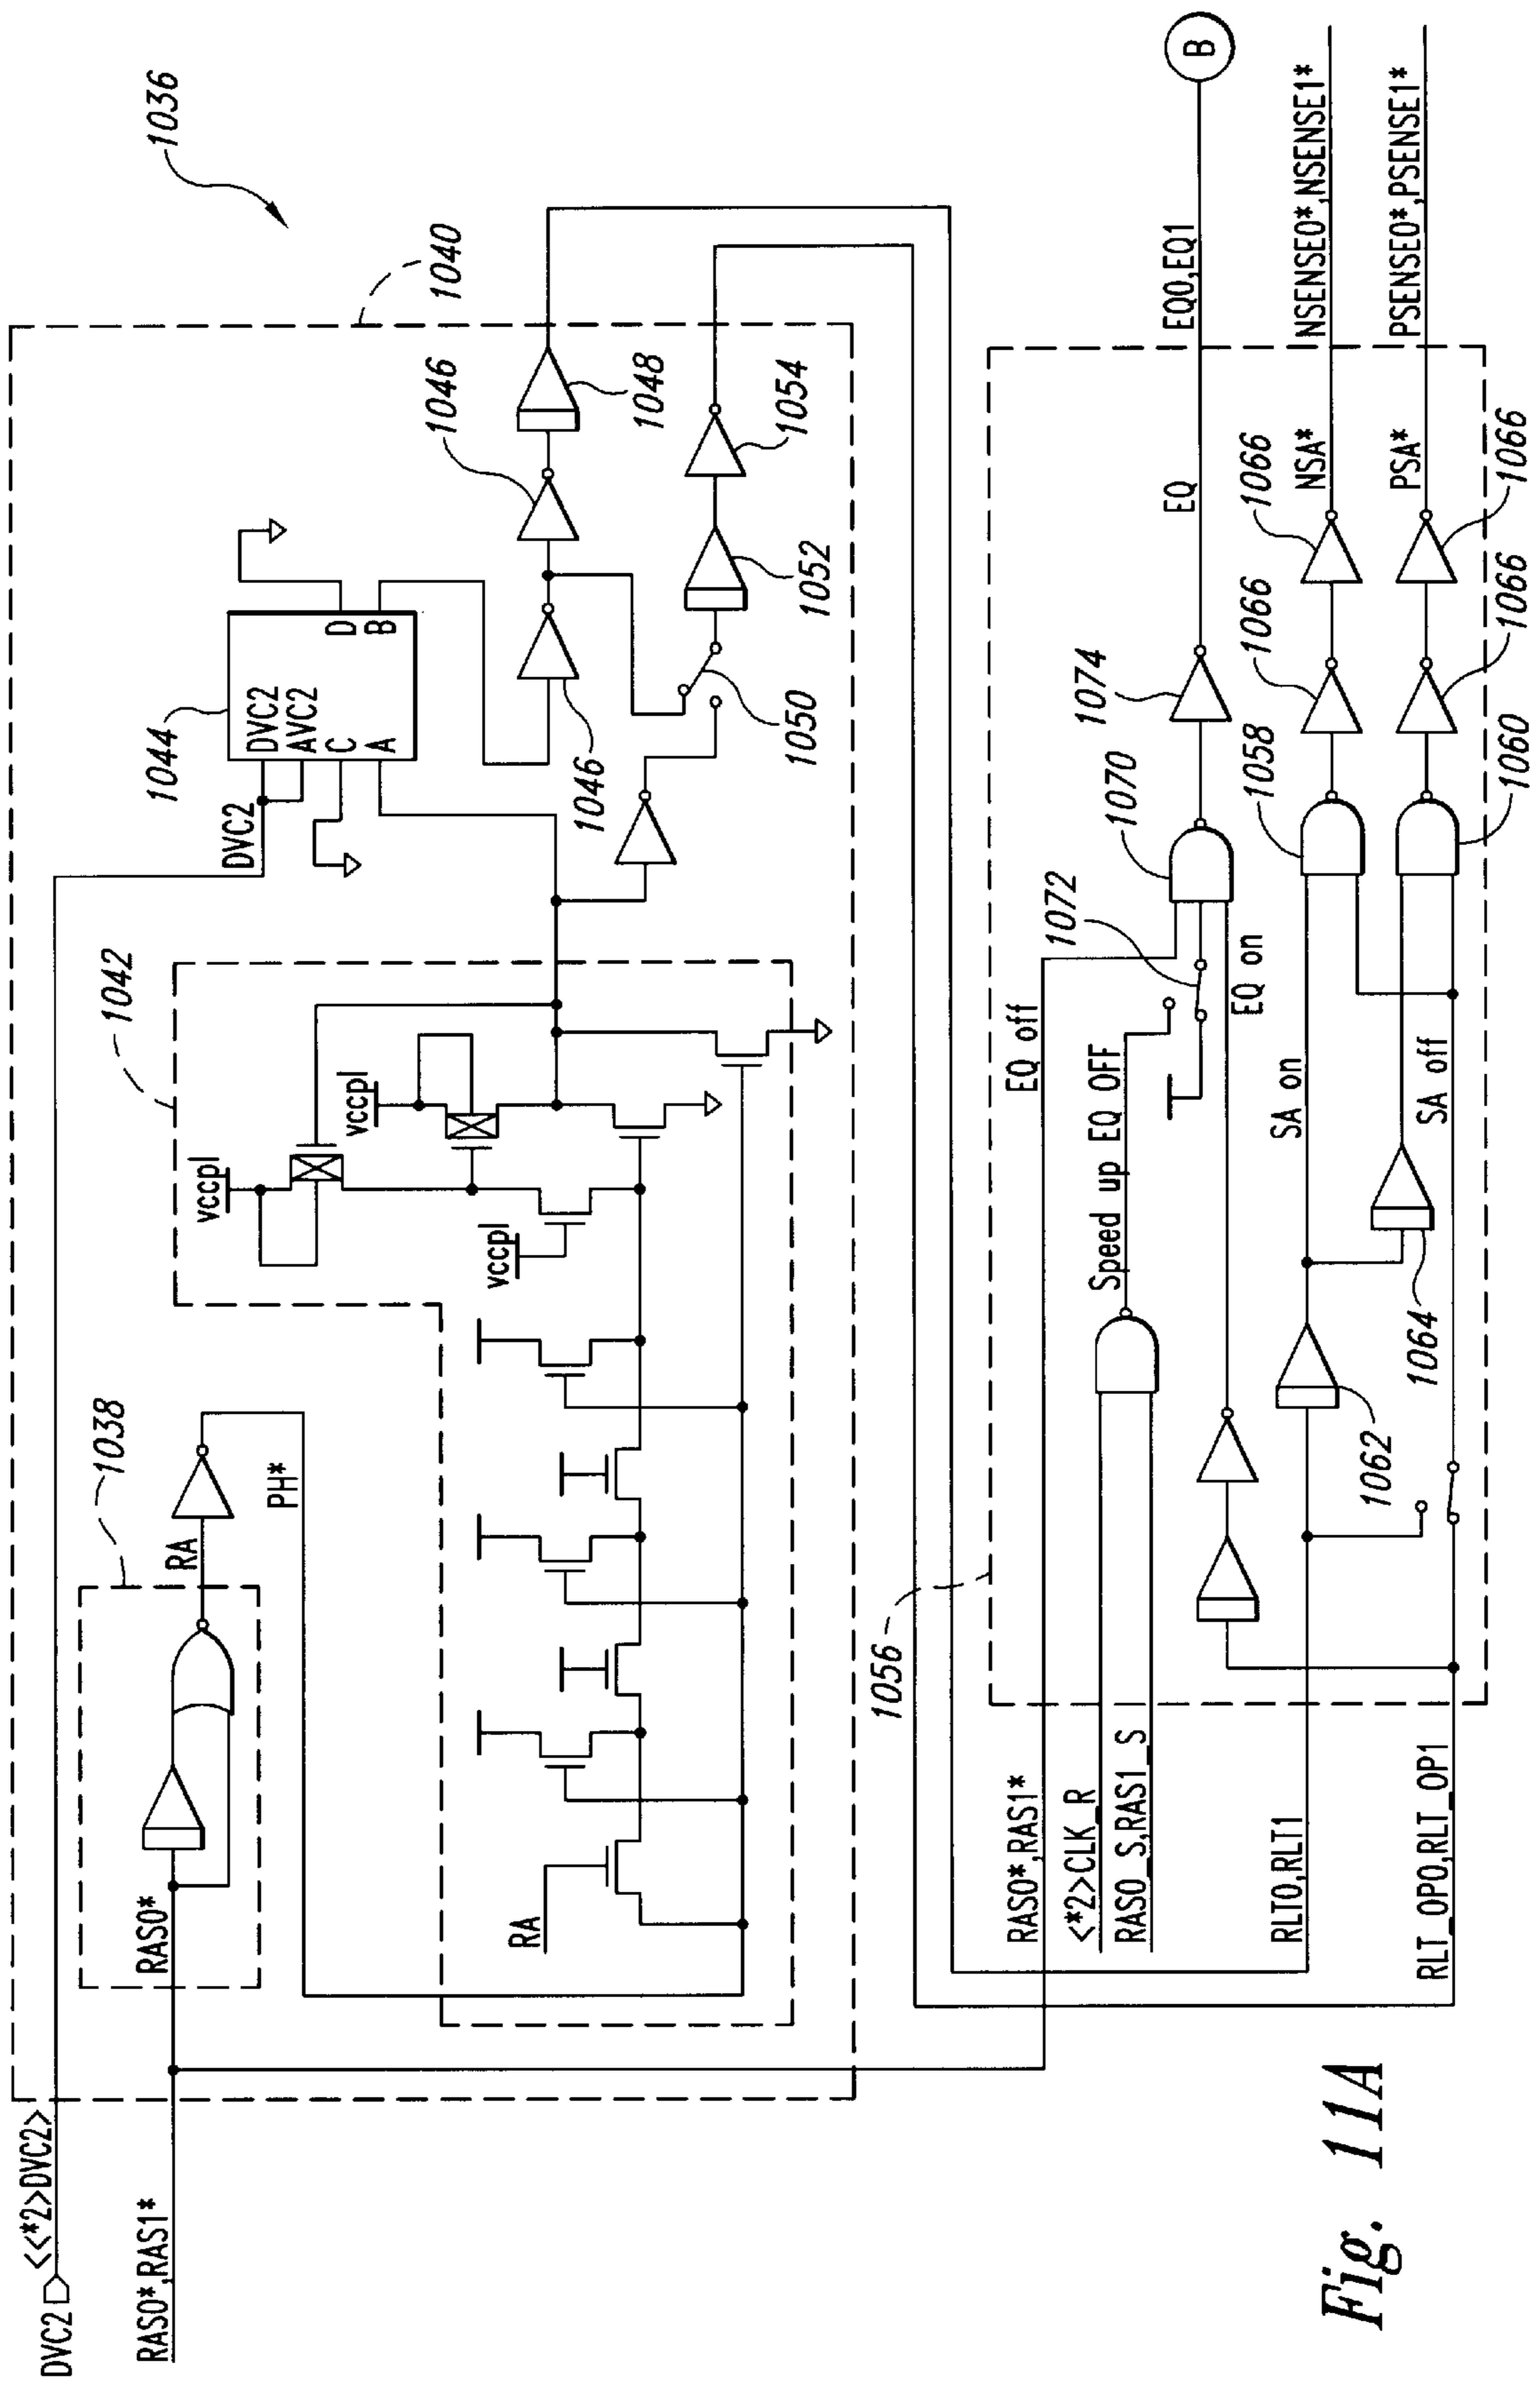 1036
DVC2
<<*2>DVC2>
RAS0*,RAS1*
1038
RAS0*
RA
PH*
RA
1040
1042
vccpl
vccpl
vccpl
DVC2
1044
DVC2
AVC2
C
A
D
B
1046
1046
1048
1050
1052
1054
1056
RAS0*,RAS1*
<*2>CLK_R
RAS0_S,RAS1_S
RLT0,RLT1
RLT_OP0,RLT_OP1
EQ off
Speed up EQ OFF
EQ on
SA on
SA off
1062
1064
1072
1070
1074
1058
1060
1066
1066
1066
1066
EQ
NSA*
PSA*
EQ0,EQ1
NSENSE0*,NSENSE1*
PSENSE0*,PSENSE1*
B
Fig. 11A